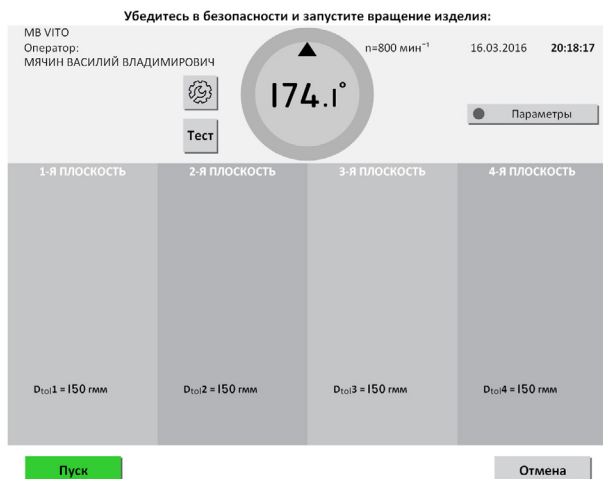 Убедитесь в безопасности и запустите вращение изделия:
MB VITO
Оператор:
МЯЧИН ВАСИЛИЙ ВЛАДИМИРОВИЧ
174.1°
n=800 мин⁻¹
16.03.2016 20:18:17
Параметры
Тест
1-Я ПЛОСКОСТЬ 2-Я ПЛОСКОСТЬ 3-Я ПЛОСКОСТЬ 4-Я ПЛОСКОСТЬ
Dtol1 = 150 гмм Dtol2 = 150 гмм Dtol3 = 150 гмм Dtol4 = 150 гмм
Пуск Отмена